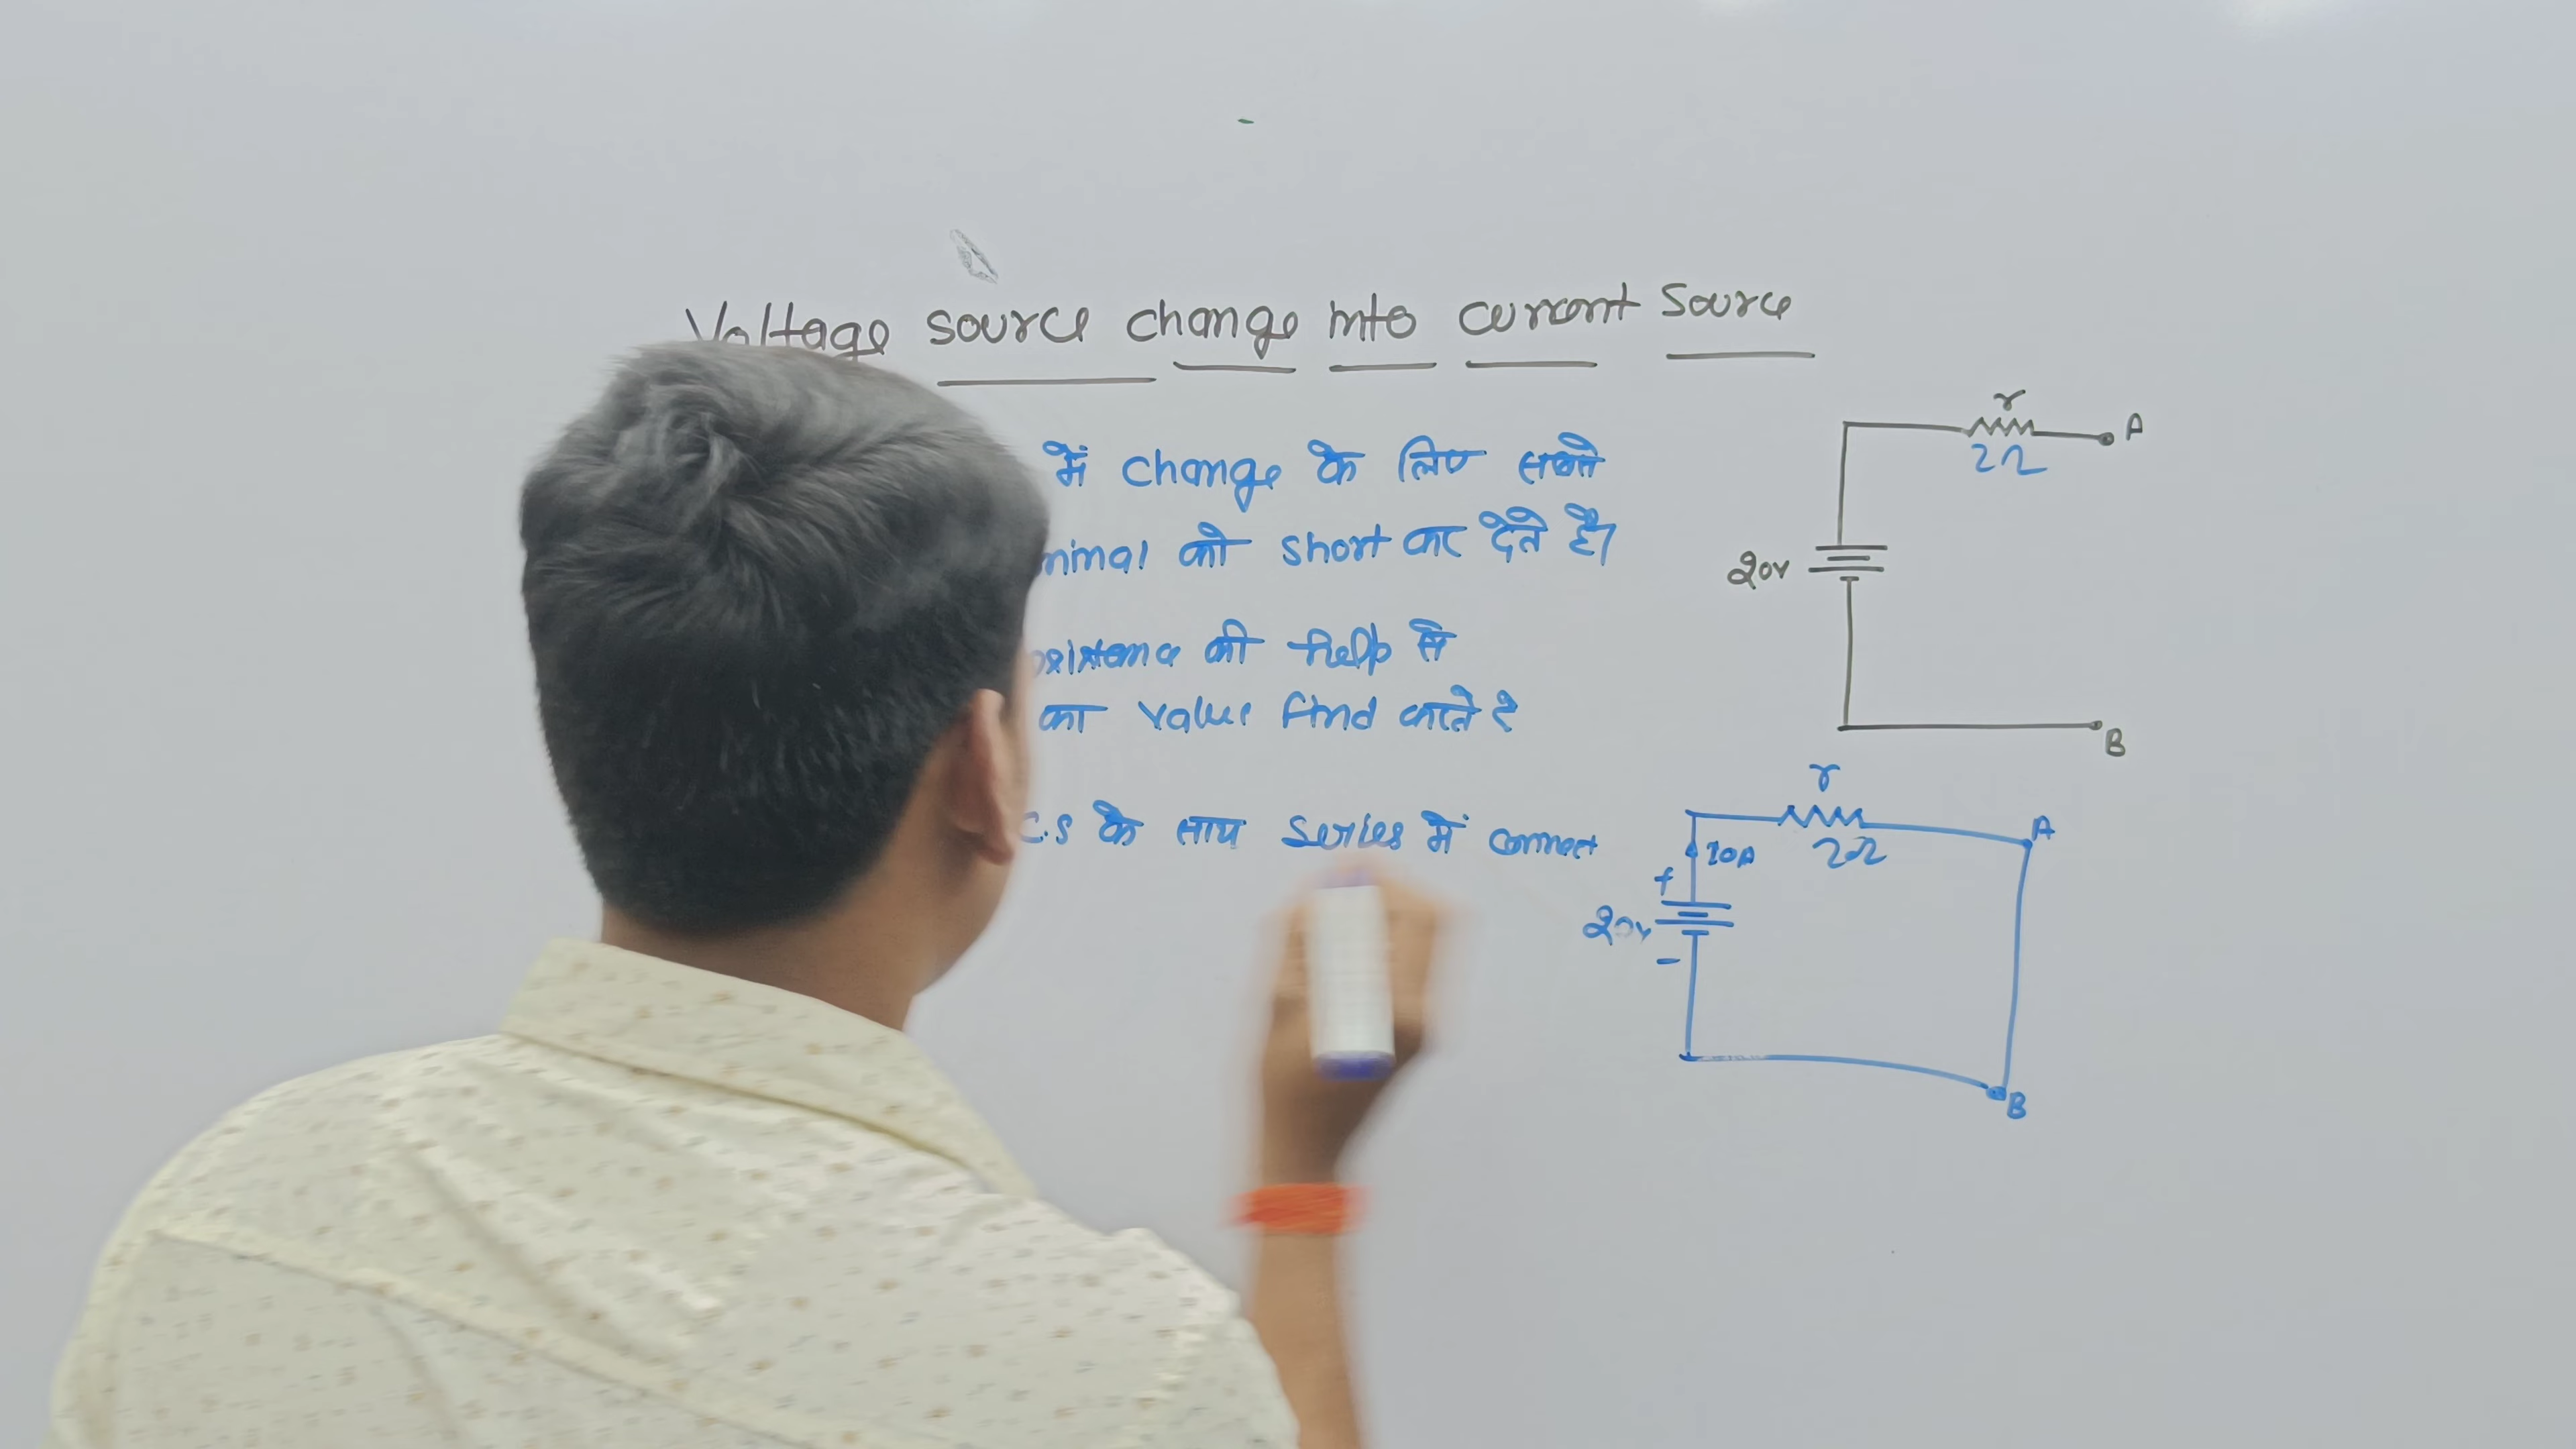 Voltage source change into current source
में change के लिए सबसे
minal को short कर देते है।
की help से
का value find करते है
C.S के साथ series में connect
r
A
2Ω
20v
B
r
A
10A
2Ω
+
20v
-
B